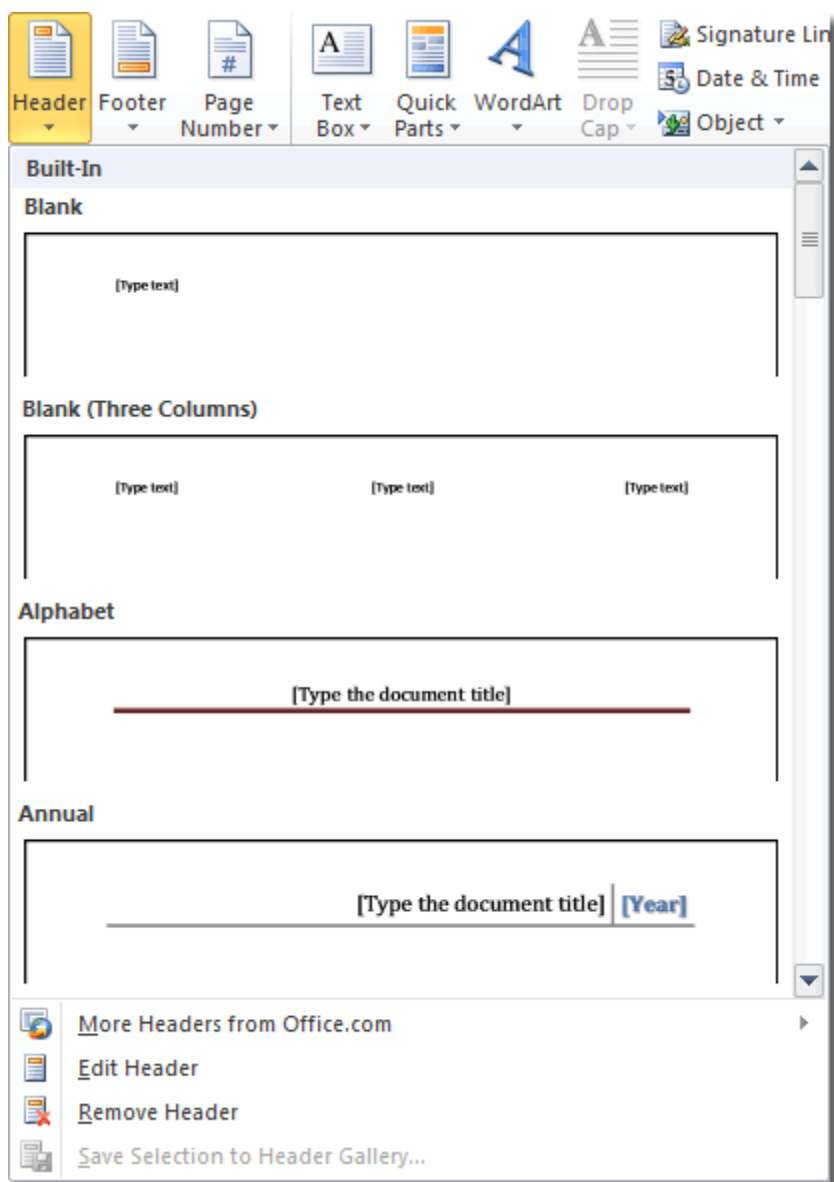 Header Footer Page Number Text Box Quick Parts WordArt Drop Cap
Signature Lin
Date & Time
Object
Built-In
Blank
[Type text]
Blank (Three Columns)
[Type text] [Type text] [Type text]
Alphabet
[Type the document title]
Annual
[Type the document title] [Year]
More Headers from Office.com
Edit Header
Remove Header
Save Selection to Header Gallery...